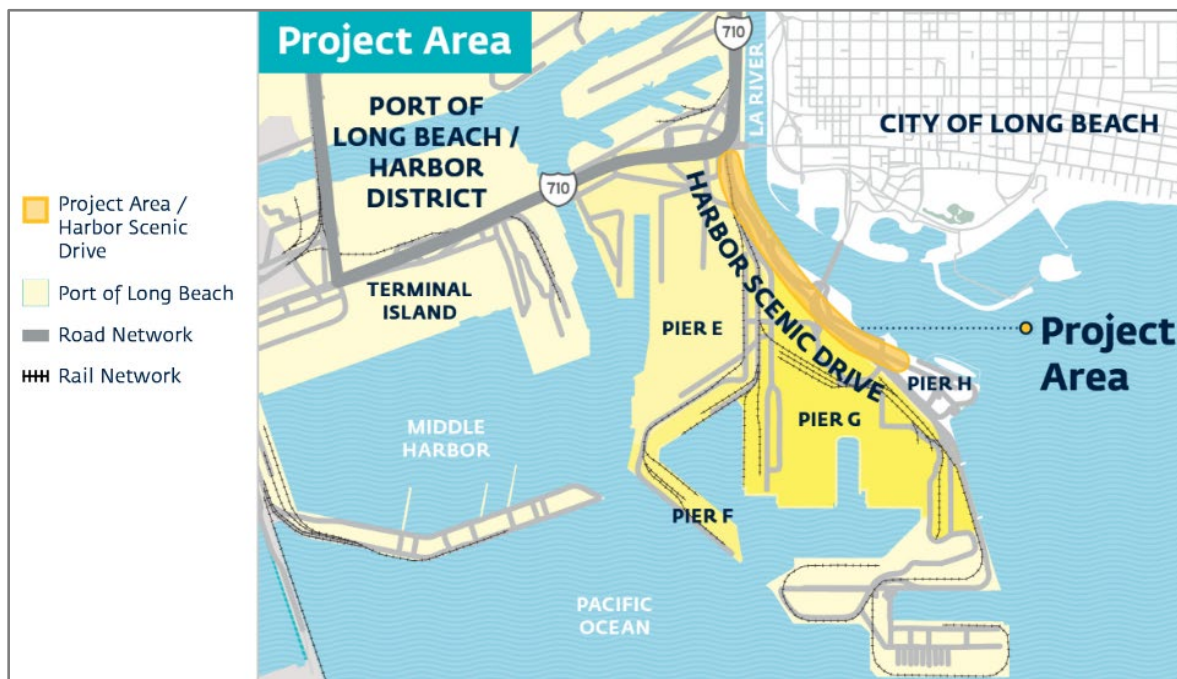 Project Area
710
LA RIVER
PORT OF
LONG BEACH /
HARBOR
DISTRICT
CITY OF LONG BEACH
710
HARBOR SCENIC DRIVE
Project Area /
Harbor Scenic
Drive
Port of Long Beach
Road Network
Rail Network
TERMINAL
ISLAND
PIER E
Project
Area
PIER H
PIER G
MIDDLE
HARBOR
PIER F
PACIFIC
OCEAN